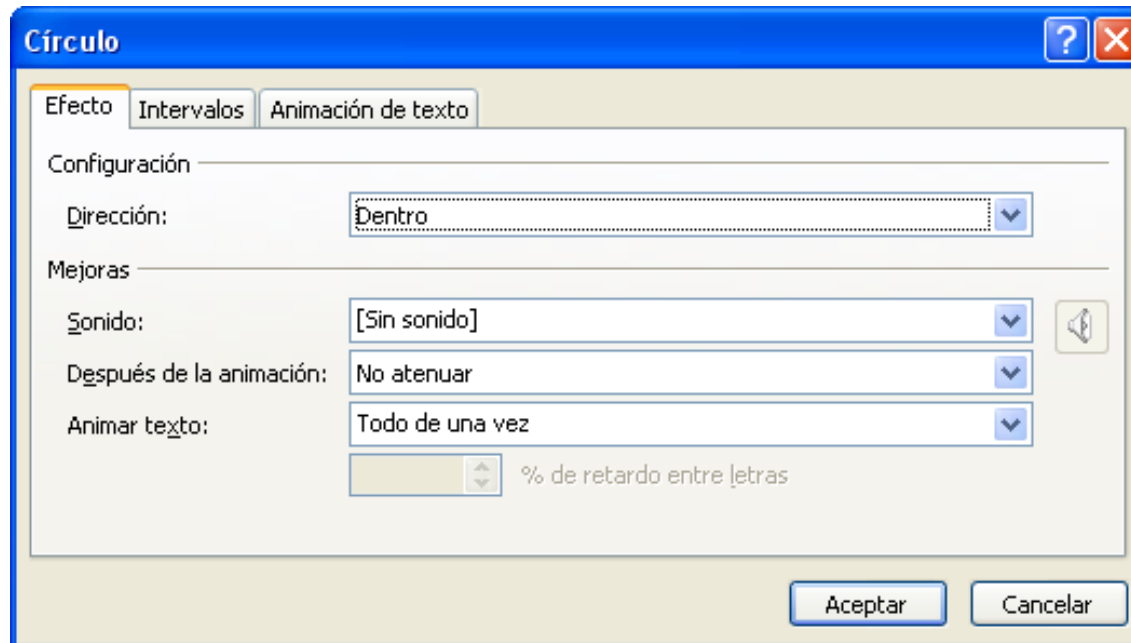 Círculo
Efecto Intervalos Animación de texto
Configuración
Dirección: Dentro
Mejoras
Sonido: [Sin sonido]
Después de la animación: No atenuar
Animar texto: Todo de una vez
% de retardo entre letras
Aceptar Cancelar